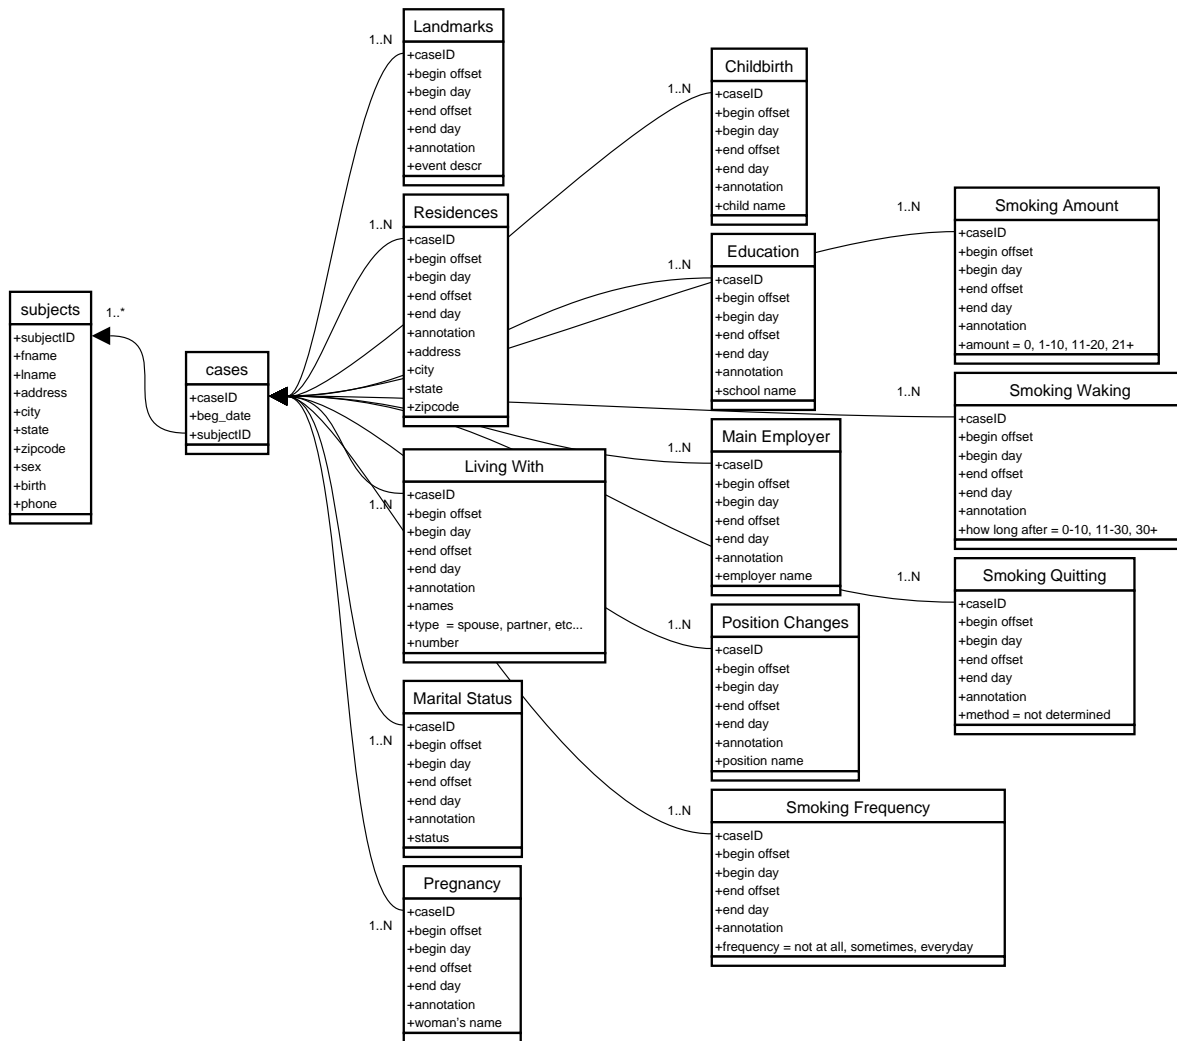 subjects
+subjectID
+fname
+lname
+address
+city
+state
+zipcode
+sex
+birth
+phone
1..*
cases
+caseID
+beg_date
+subjectID
1..N
Landmarks
+caseID
+begin offset
+begin day
+end offset
+end day
+annotation
+event descr
1..N
Residences
+caseID
+begin offset
+begin day
+end offset
+end day
+annotation
+address
+city
+state
+zipcode
1..N
Living With
+caseID
+begin offset
+begin day
+end offset
+end day
+annotation
+names
+type = spouse, partner, etc...
+number
1..N
Marital Status
+caseID
+begin offset
+begin day
+end offset
+end day
+annotation
+status
1..N
Pregnancy
+caseID
+begin offset
+begin day
+end offset
+end day
+annotation
+woman's name
1..N
Childbirth
+caseID
+begin offset
+begin day
+end offset
+end day
+annotation
+child name
1..N
Education
+caseID
+begin offset
+begin day
+end offset
+end day
+annotation
+school name
1..N
Main Employer
+caseID
+begin offset
+begin day
+end offset
+end day
+annotation
+employer name
1..N
Position Changes
+caseID
+begin offset
+begin day
+end offset
+end day
+annotation
+position name
1..N
Smoking Frequency
+caseID
+begin offset
+begin day
+end offset
+end day
+annotation
+frequency = not at all, sometimes, everyday
1..N
Smoking Amount
+caseID
+begin offset
+begin day
+end offset
+end day
+annotation
+amount = 0, 1-10, 11-20, 21+
1..N
Smoking Waking
+caseID
+begin offset
+begin day
+end offset
+end day
+annotation
+how long after = 0-10, 11-30, 30+
1..N
Smoking Quitting
+caseID
+begin offset
+begin day
+end offset
+end day
+annotation
+method = not determined